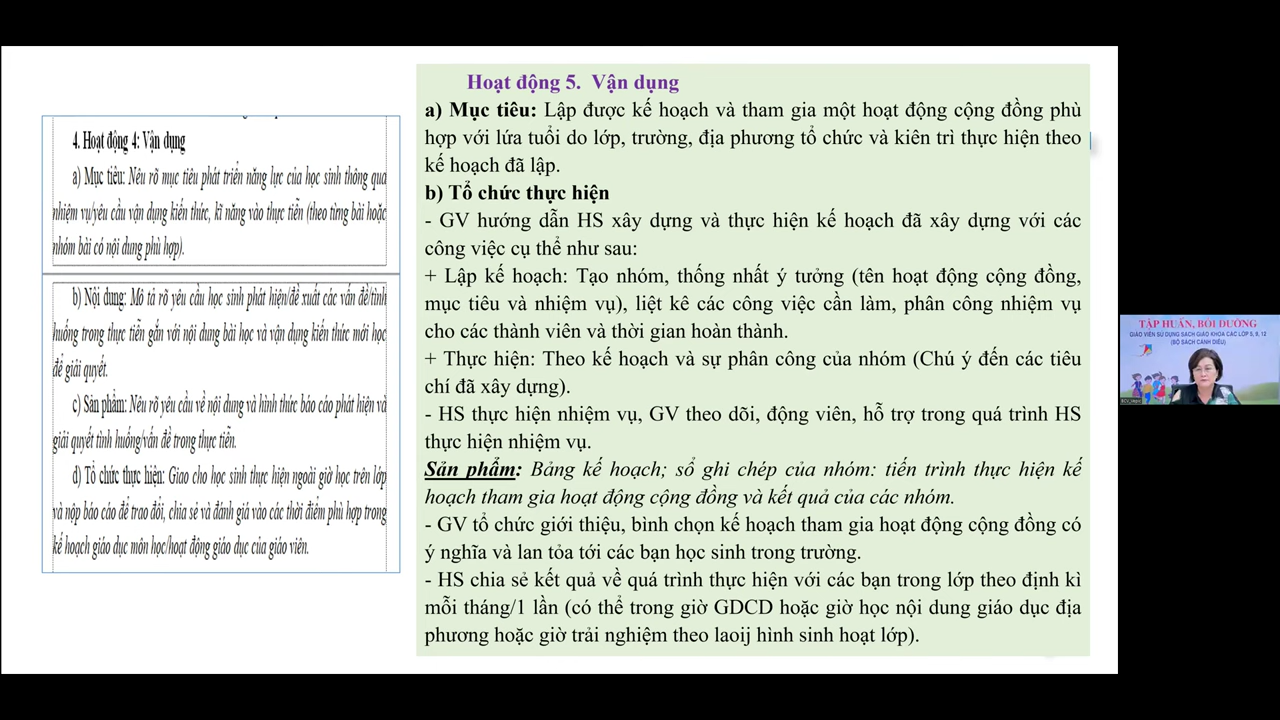 4. Hoạt động 4: Vận dụng
a) Mục tiêu: Nêu rõ mục tiêu phát triển năng lực của học sinh thông qua
nhiệm vụ/yêu cầu vận dụng kiến thức, kĩ năng vào thực tiễn (theo từng bài hoặc
nhóm bài có nội dung phù hợp).
b) Nội dung: Mô tả rõ yêu cầu học sinh phát hiện/đề xuất các vấn đề/tình
huống trong thực tiễn gắn với nội dung bài học và vận dụng kiến thức mới học
để giải quyết.
c) Sản phẩm: Nêu rõ yêu cầu về nội dung và hình thức báo cáo phát hiện và
giải quyết tình huống/vấn đề trong thực tiễn.
d) Tổ chức thực hiện: Giao cho học sinh thực hiện ngoài giờ học trên lớp
và nộp báo cáo để trao đổi, chia sẻ và đánh giá vào các thời điểm phù hợp trong
kế hoạch giáo dục môn học/hoạt động giáo dục của giáo viên.
Hoạt động 5. Vận dụng
a) Mục tiêu: Lập được kế hoạch và tham gia một hoạt động cộng đồng phù
hợp với lứa tuổi do lớp, trường, địa phương tổ chức và kiên trì thực hiện theo
kế hoạch đã lập.
b) Tổ chức thực hiện
- GV hướng dẫn HS xây dựng và thực hiện kế hoạch đã xây dựng với các
công việc cụ thể như sau:
+ Lập kế hoạch: Tạo nhóm, thống nhất ý tưởng (tên hoạt động cộng đồng,
mục tiêu và nhiệm vụ), liệt kê các công việc cần làm, phân công nhiệm vụ
cho các thành viên và thời gian hoàn thành.
+ Thực hiện: Theo kế hoạch và sự phân công của nhóm (Chú ý đến các tiêu
chí đã xây dựng).
- HS thực hiện nhiệm vụ, GV theo dõi, động viên, hỗ trợ trong quá trình HS
thực hiện nhiệm vụ.
Sản phẩm: Bảng kế hoạch; sổ ghi chép của nhóm: tiến trình thực hiện kế
hoạch tham gia hoạt động cộng đồng và kết quả của các nhóm.
- GV tổ chức giới thiệu, bình chọn kế hoạch tham gia hoạt động cộng đồng có
ý nghĩa và lan tỏa tới các bạn học sinh trong trường.
- HS chia sẻ kết quả về quá trình thực hiện với các bạn trong lớp theo định kì
mỗi tháng/1 lần (có thể trong giờ GDCD hoặc giờ học nội dung giáo dục địa
phương hoặc giờ trải nghiệm theo laoij hình sinh hoạt lớp).
TẬP HUẤN, BỒI DƯỠNG
GIÁO VIÊN SỬ DỤNG SÁCH GIÁO KHOA CÁC LỚP 5, 9, 12
(BỘ SÁCH CÁNH DIỀU)